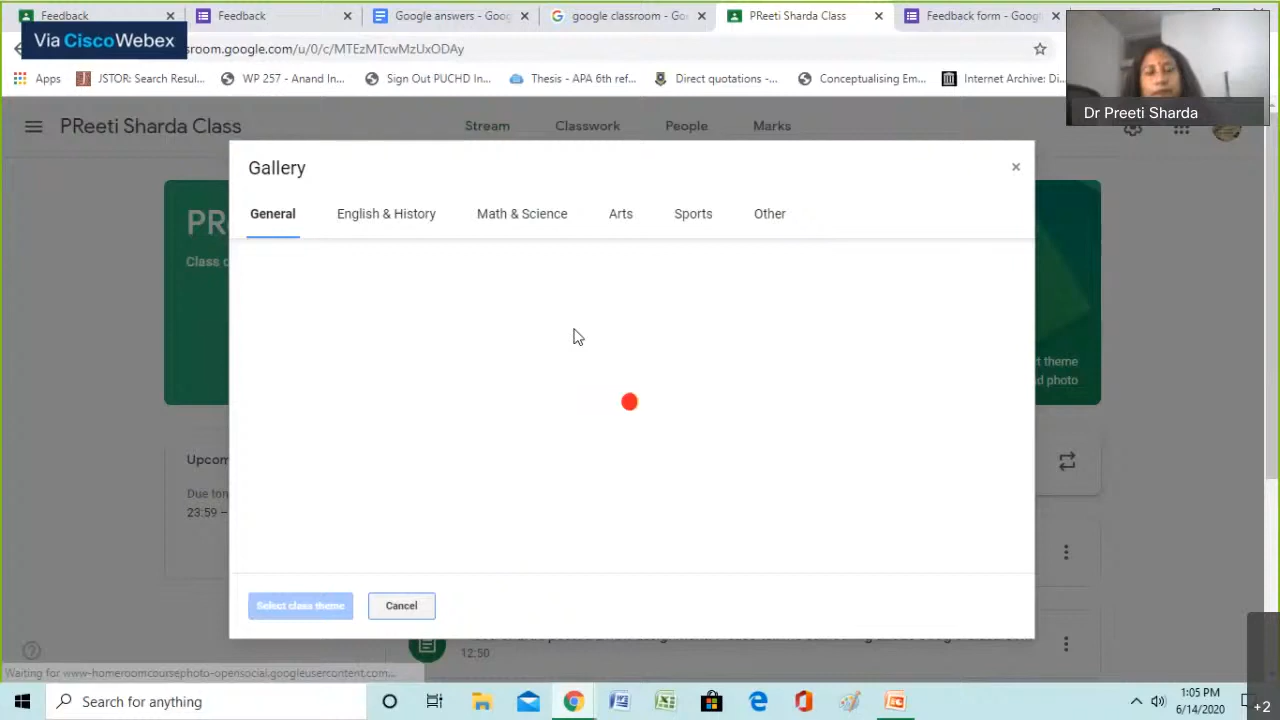 Feedback
Feedback
Google answers - Goo
google classroom - Go
PReeti Sharda Class
Feedback form - Goog
Via CiscoWebex
sroom.google.com/u/0/c/MTEzMTcwMzUxODAy
Apps
JSTOR: Search Resul...
WP 257 - Anand In...
Sign Out PUCHD In...
Thesis - APA 6th ref...
Direct quotations -...
Conceptualising Em...
Internet Archive: Di
Dr Preeti Sharda
PReeti Sharda Class
Stream
Classwork
People
Marks
Gallery
General
English & History
Math & Science
Arts
Sports
Other
PR
Class
t theme
d photo
Upcom
Due
23:59 –
Select class theme
Cancel
12:50
Waiting for www-homeroomcoursephoto-opensocial.googleusercontent.com...
Search for anything
1:05 PM
6/14/2020
+2